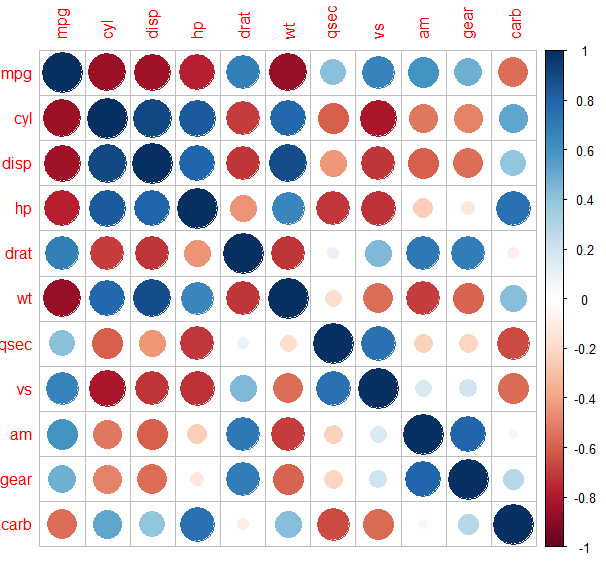 mpg cyl disp hp drat wt qsec vs am gear carb
mpg
cyl
disp
hp
drat
wt
qsec
vs
am
gear
carb
1
0.8
0.6
0.4
0.2
0
-0.2
-0.4
-0.6
-0.8
-1